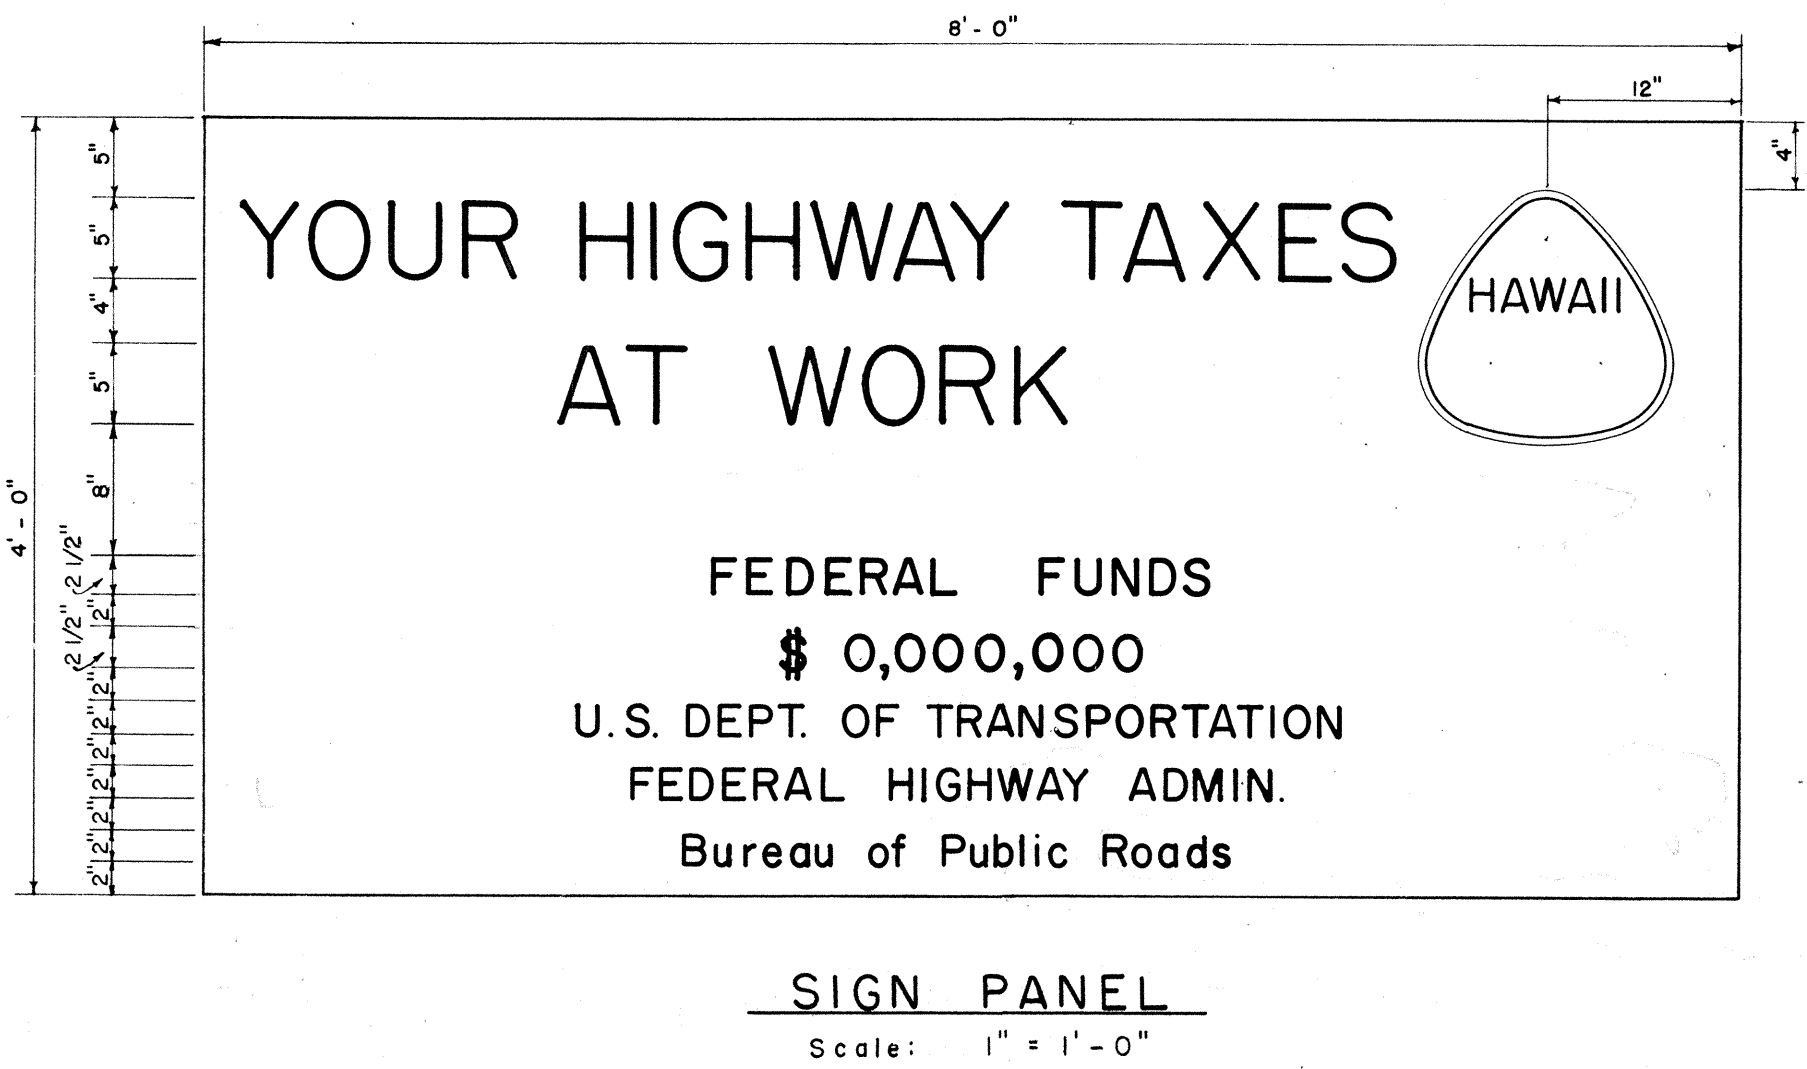 8'-0"
12"
4"
5"
5"
4"
5"
8"
4'-0"
2 1/2"
2"
2 1/2"
2"
2"
2"
2"
2"
2"
2"
YOUR HIGHWAY TAXES
HAWAII
AT WORK
FEDERAL FUNDS
$ 0,000,000
U.S. DEPT. OF TRANSPORTATION
FEDERAL HIGHWAY ADMIN.
Bureau of Public Roads
SIGN PANEL
Scale: 1" = 1'-0"